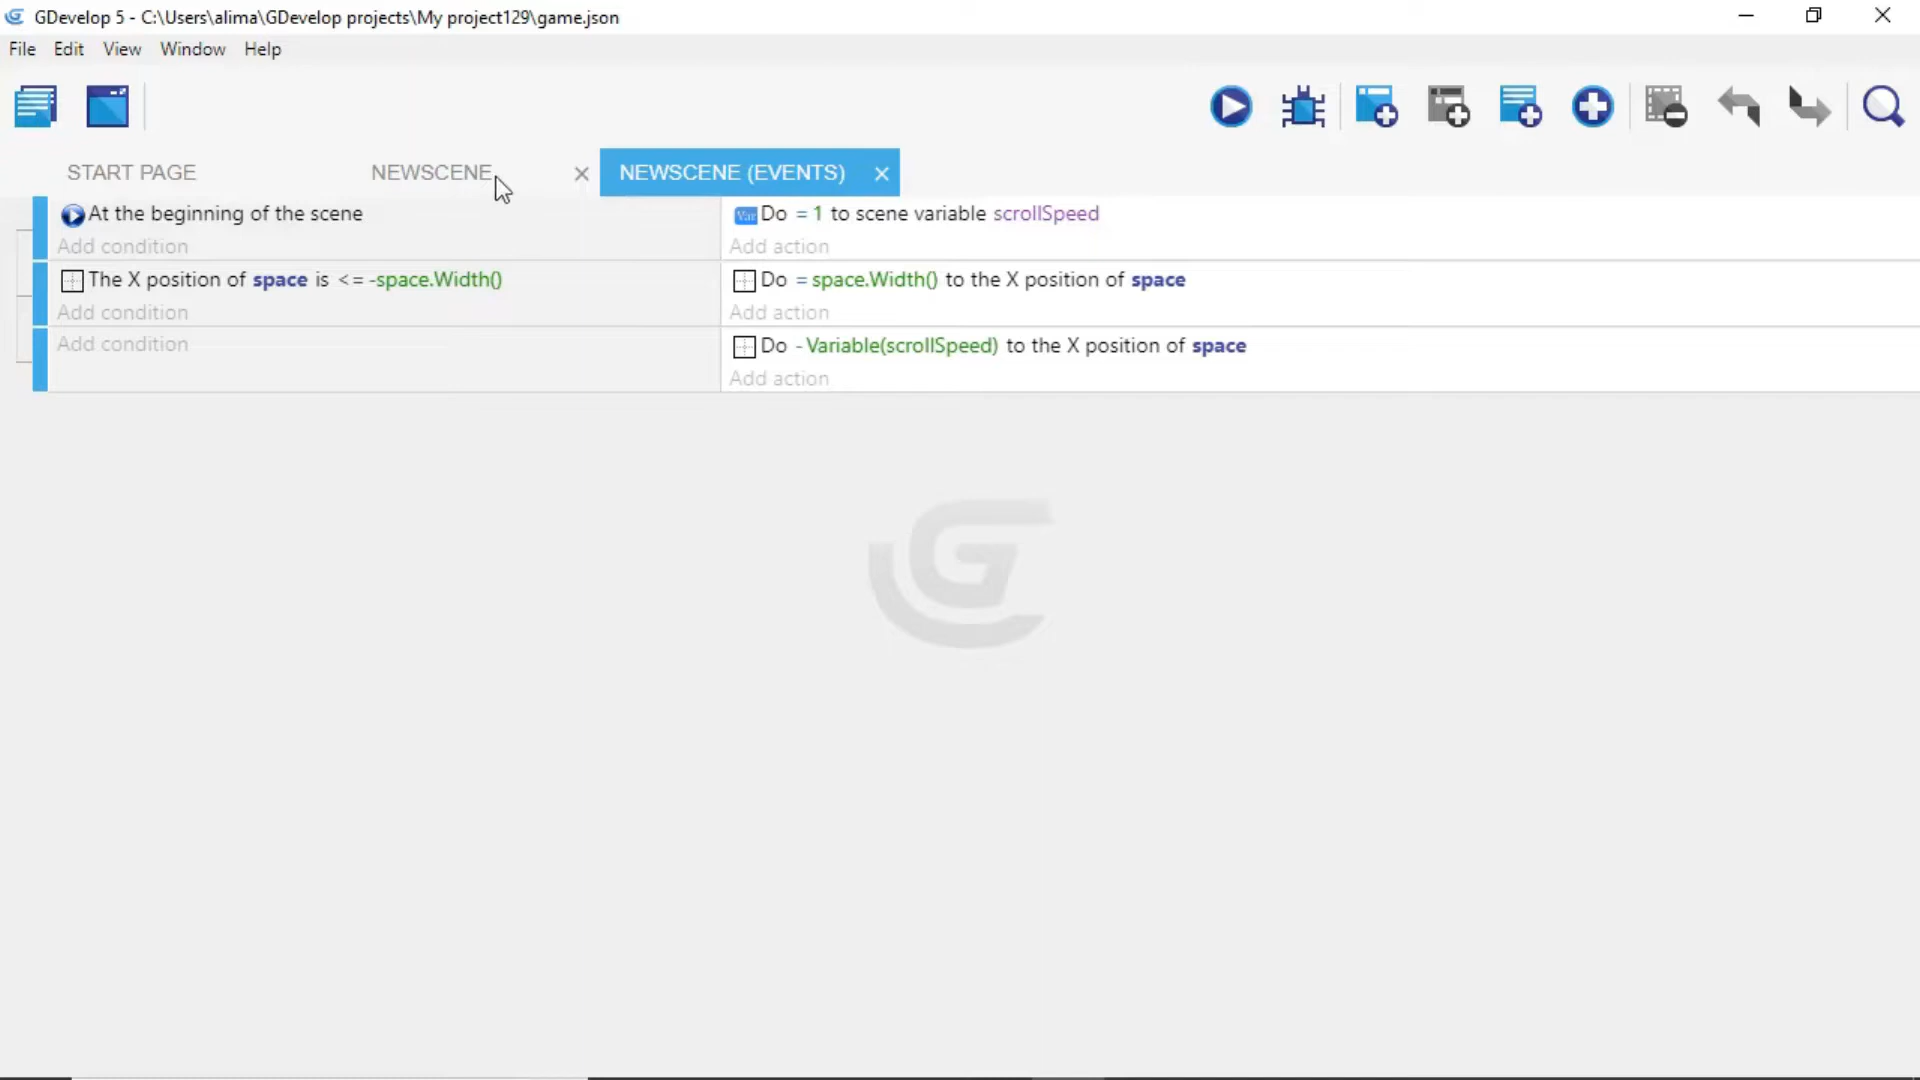 GDevelop 5 - C:\Users\alima\GDevelop projects\My project129\game.json
File Edit View Window Help
START PAGE NEWSCENE NEWSCENE (EVENTS)
At the beginning of the scene Do = 1 to scene variable scrollSpeed
Add condition Add action
The X position of space is <= -space.Width() Do = space.Width() to the X position of space
Add condition Add action
Add condition Do - Variable(scrollSpeed) to the X position of space
Add action